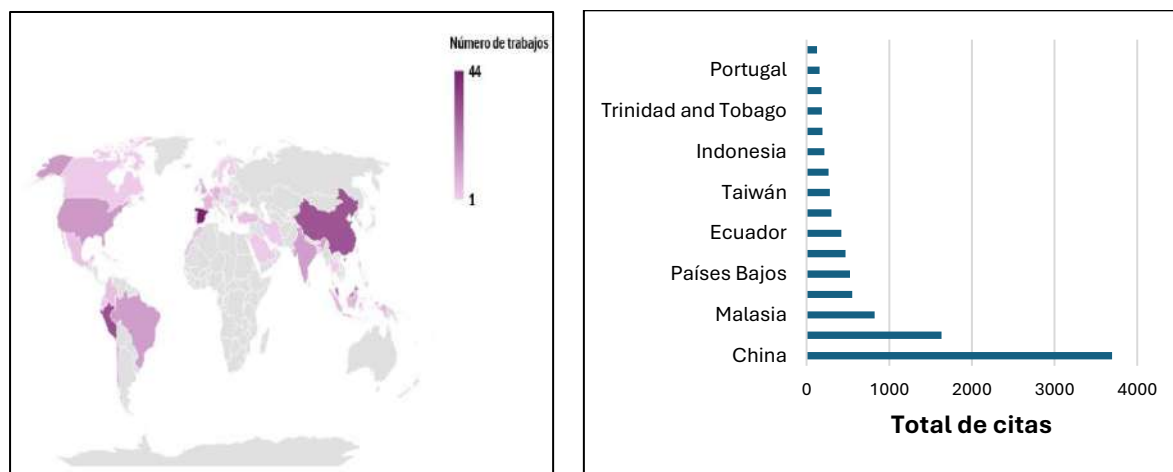 Número de trabajos
44
1
Portugal
Trinidad and Tobago
Indonesia
Taiwán
Ecuador
Países Bajos
Malasia
China
0 1000 2000 3000 4000
Total de citas